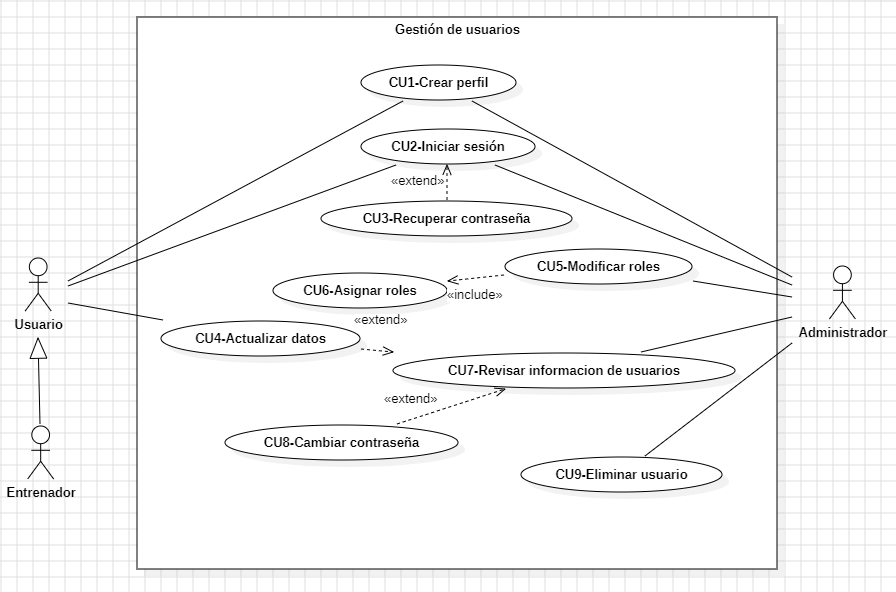 Gestión de usuarios
CU1-Crear perfil
CU2-Iniciar sesión
«extend»
CU3-Recuperar contraseña
CU5-Modificar roles
CU6-Asignar roles
«include»
Usuario
Administrador
«extend»
CU4-Actualizar datos
CU7-Revisar informacion de usuarios
«extend»
CU8-Cambiar contraseña
CU9-Eliminar usuario
Entrenador